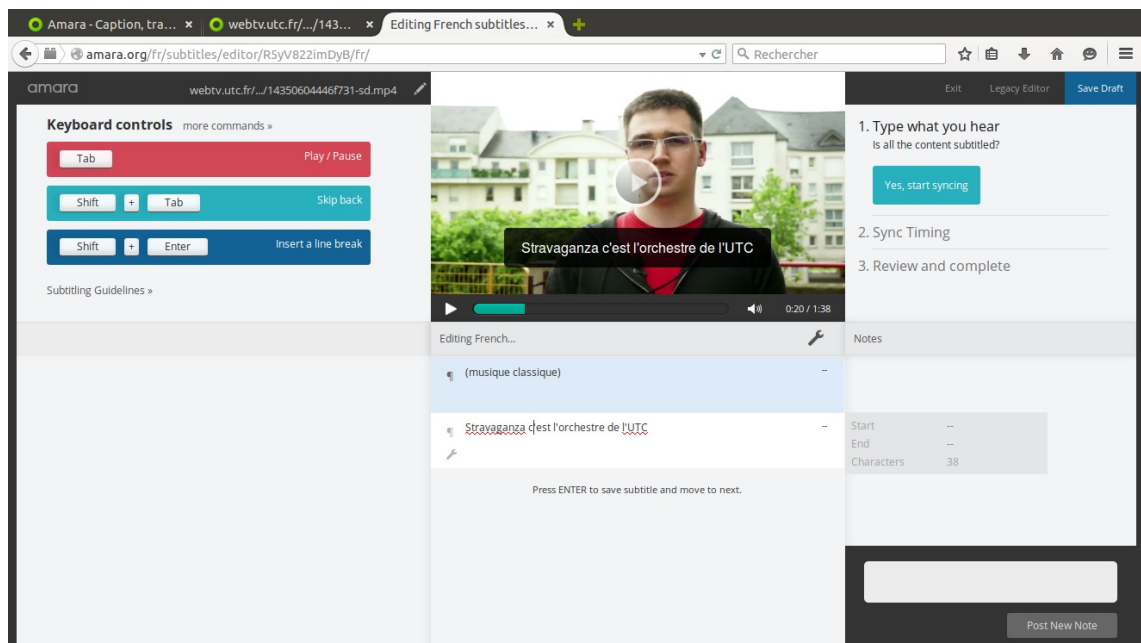 Amara - Caption, tra... ×
webtv.utc.fr/.../143... ×
Editing French subtitles... ×
amara.org/fr/subtitles/editor/R5yV822imDyB/fr/
Rechercher
amara
webtv.utc.fr/.../14350604446f731-sd.mp4
Exit
Legacy Editor
Save Draft
Keyboard controls more commands »
Tab Play / Pause
Shift + Tab Skip back
Shift + Enter Insert a line break
Subtitling Guidelines »
Stravaganza c'est l'orchestre de l'UTC
0:20 / 1:38
1. Type what you hear
Is all the content subtitled?
Yes, start syncing
2. Sync Timing
3. Review and complete
Editing French...
Notes
¶ (musique classique) --
¶ Stravaganza c'est l'orchestre de l'UTC --
Press ENTER to save subtitle and move to next.
Start --
End --
Characters 38
Post New Note